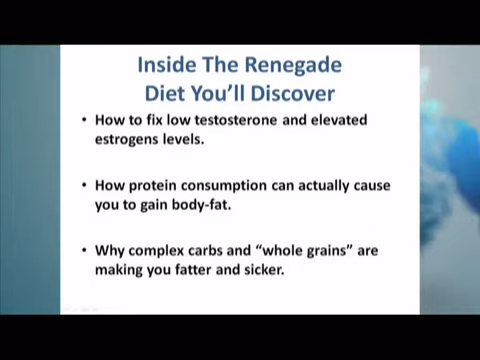 Inside The Renegade
Diet You'll Discover
• How to fix low testosterone and elevated
estrogens levels.
• How protein consumption can actually cause
you to gain body-fat.
• Why complex carbs and “whole grains” are
making you fatter and sicker.